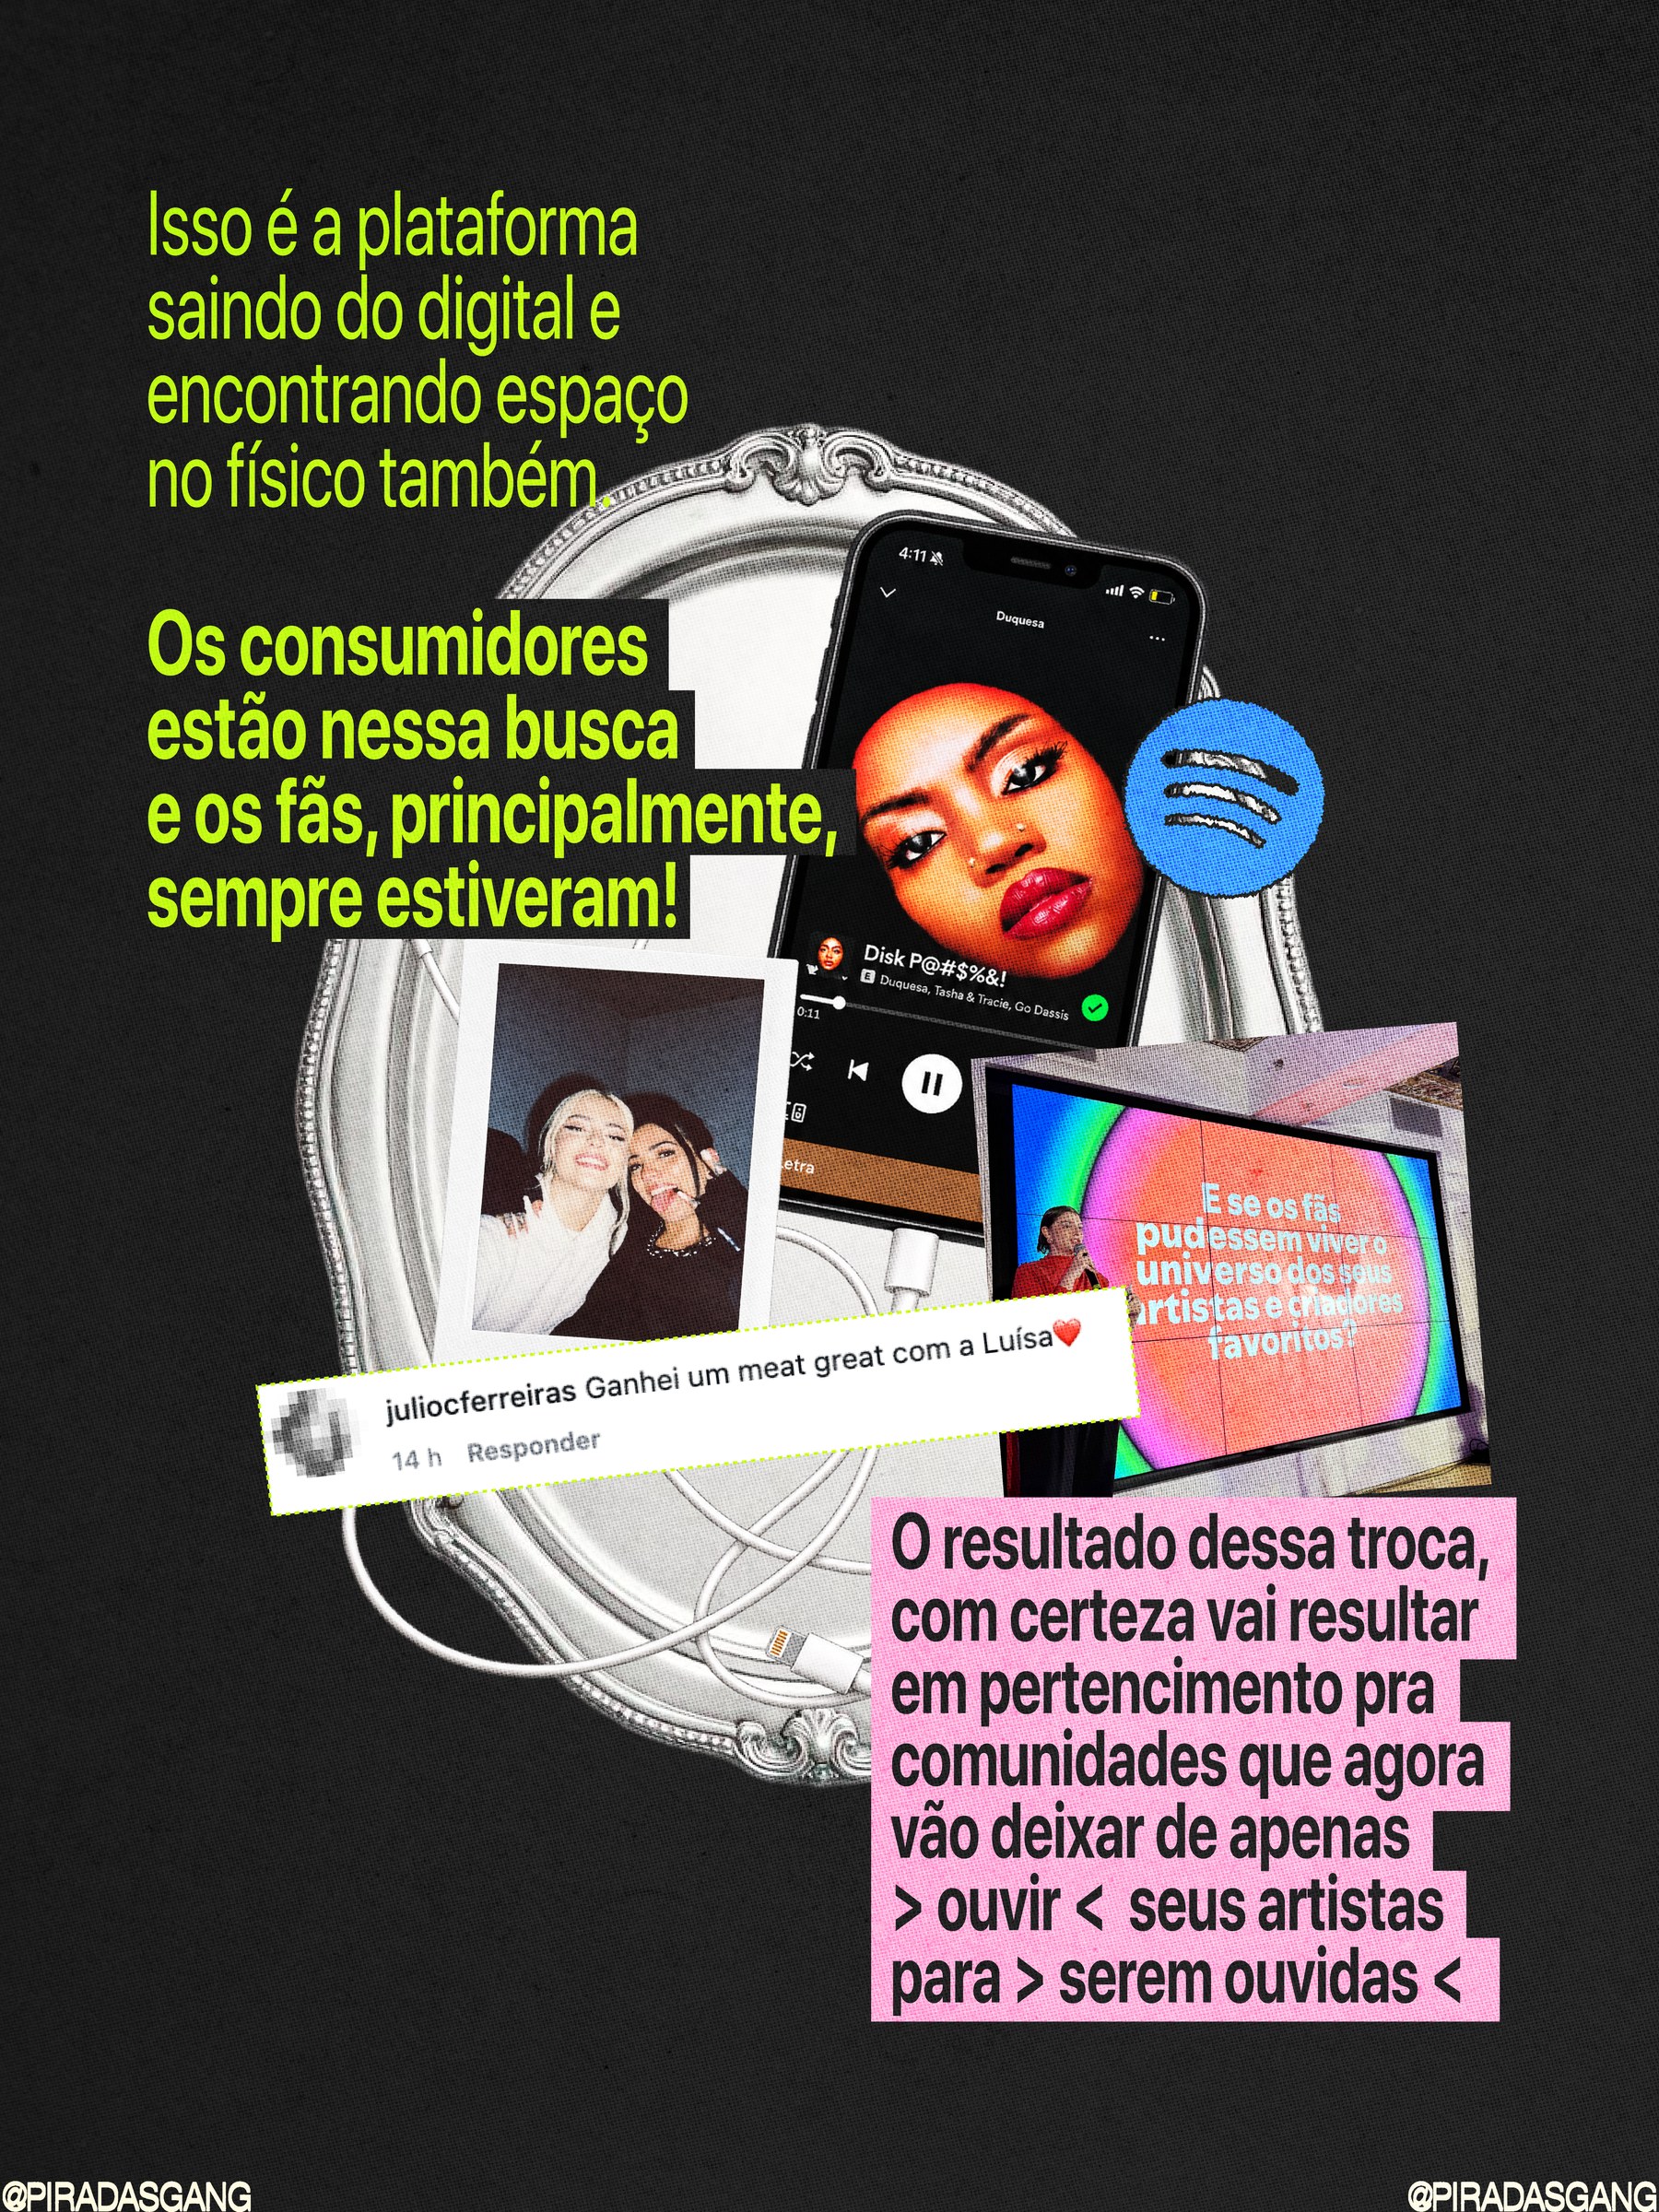 Isso é a plataforma
saindo do digital e
encontrando espaço
no físico também.
Os consumidores
estão nessa busca
e os fãs, principalmente,
sempre estiveram!
4:11
Duquesa
Disk P@#$%&!
E Duquesa, Tasha & Tracie, Go Dassis
0:11
Letra
E se os fãs
pudessem viver o
universo dos seus
artistas e criadores
favoritos?
juliocferreiras Ganhei um meat great com a Luísa❤️
14 h Responder
O resultado dessa troca,
com certeza vai resultar
em pertencimento pra
comunidades que agora
vão deixar de apenas
> ouvir < seus artistas
para > serem ouvidas <
@PIRADASGANG @PIRADASGANG